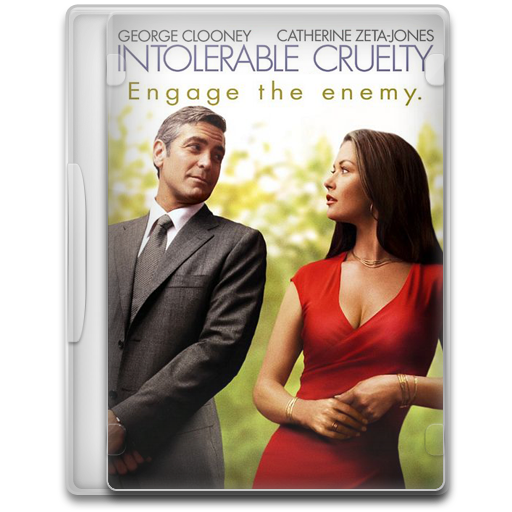 GEORGE CLOONEY CATHERINE ZETA-JONES
INTOLERABLE CRUELTY
Engage the enemy.